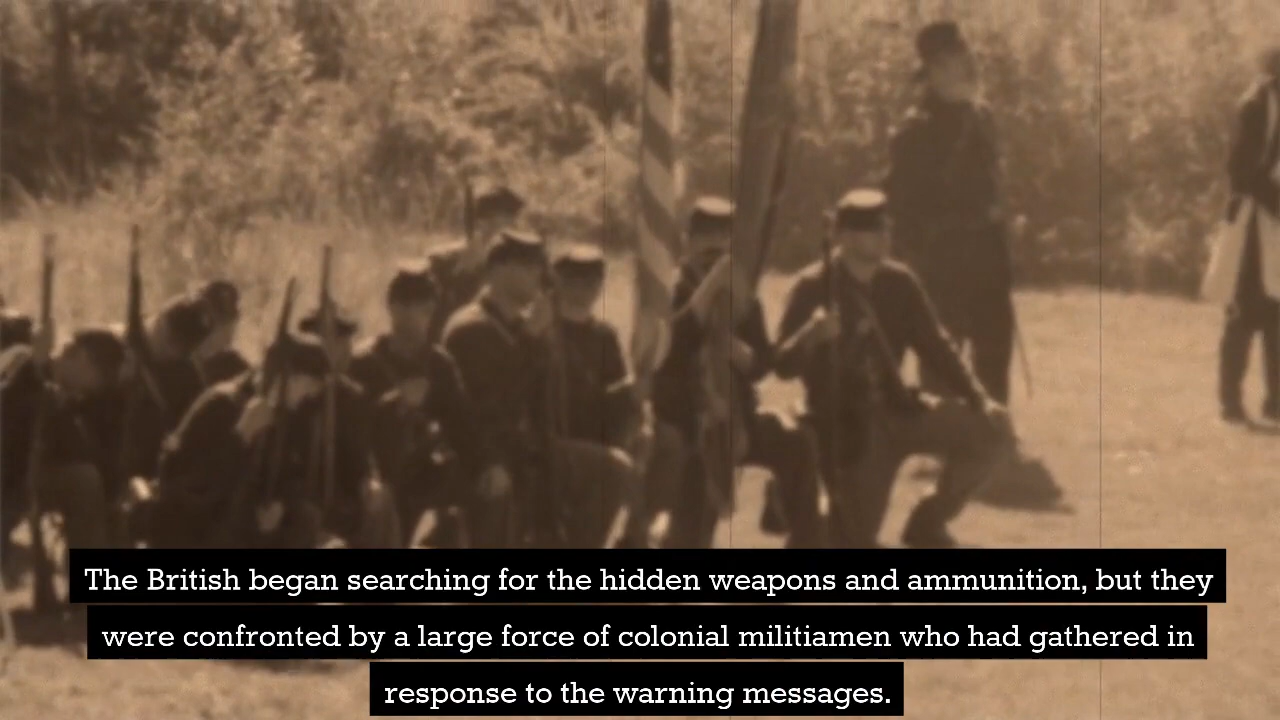 The British began searching for the hidden weapons and ammunition, but they
were confronted by a large force of colonial militiamen who had gathered in
response to the warning messages.